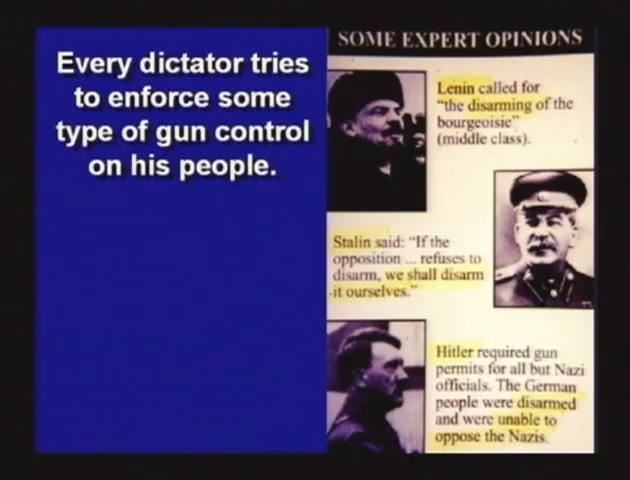 Every dictator tries
to enforce some
type of gun control
on his people.
SOME EXPERT OPINIONS
Lenin called for
"the disarming of the
bourgeoisie"
(middle class).
Stalin said: "If the
opposition ... refuses to
disarm, we shall disarm
it ourselves."
Hitler required gun
permits for all but Nazi
officials. The German
people were disarmed
and were unable to
oppose the Nazis.